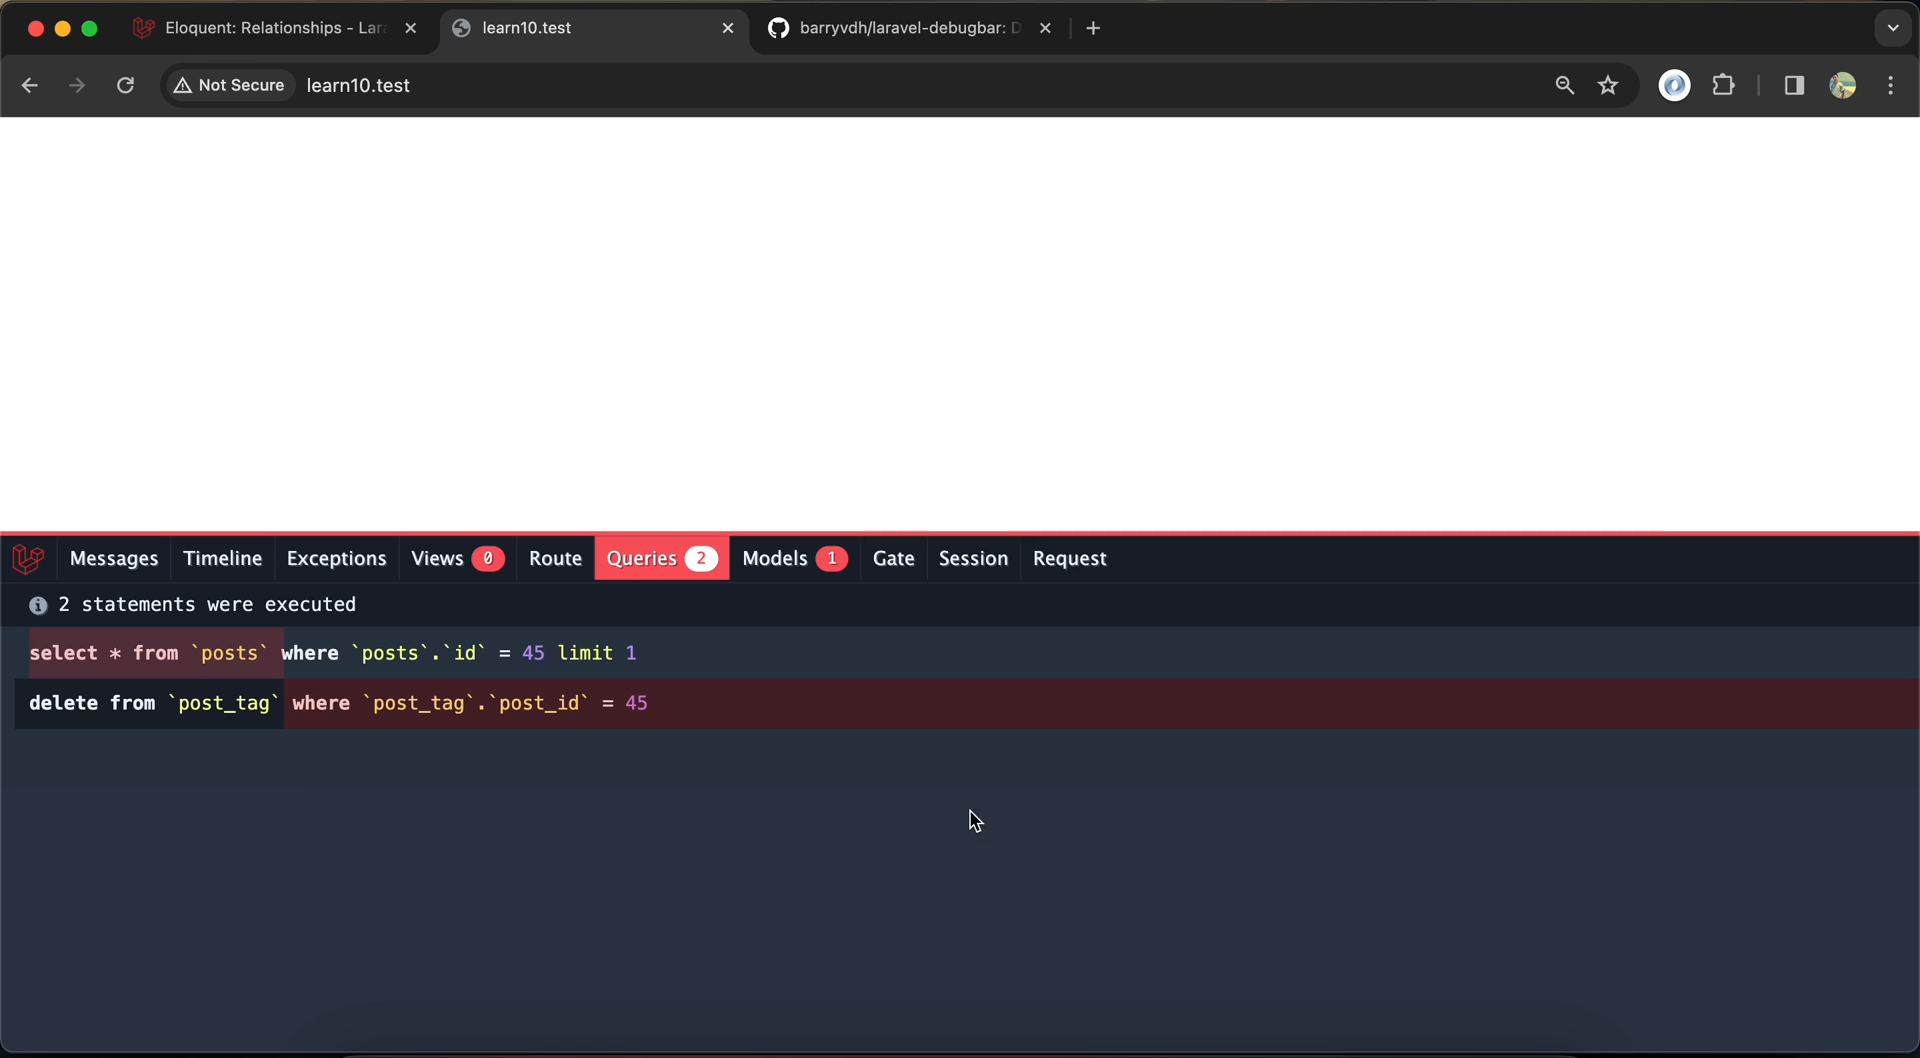 Eloquent: Relationships - Lara
learn10.test
barryvdh/laravel-debugbar: D
Not Secure
learn10.test
Messages
Timeline
Exceptions
Views 0
Route
Queries 2
Models 1
Gate
Session
Request
2 statements were executed
select * from `posts` where `posts`.`id` = 45 limit 1
delete from `post_tag` where `post_tag`.`post_id` = 45